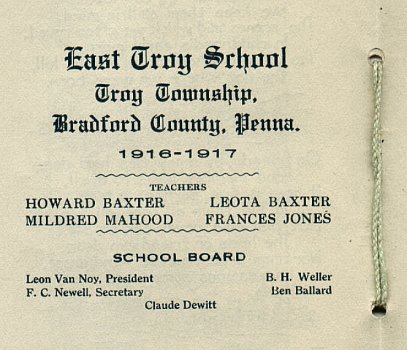 East Troy School
Troy Township,
Bradford County, Penna.
1916-1917
TEACHERS
HOWARD BAXTER LEOTA BAXTER
MILDRED MAHOOD FRANCES JONES
SCHOOL BOARD
Leon Van Noy, President B. H. Weller
F. C. Newell, Secretary Ben Ballard
Claude Dewitt